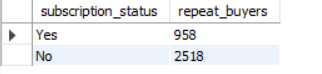 subscription_status repeat_buyers
Yes 958
No 2518